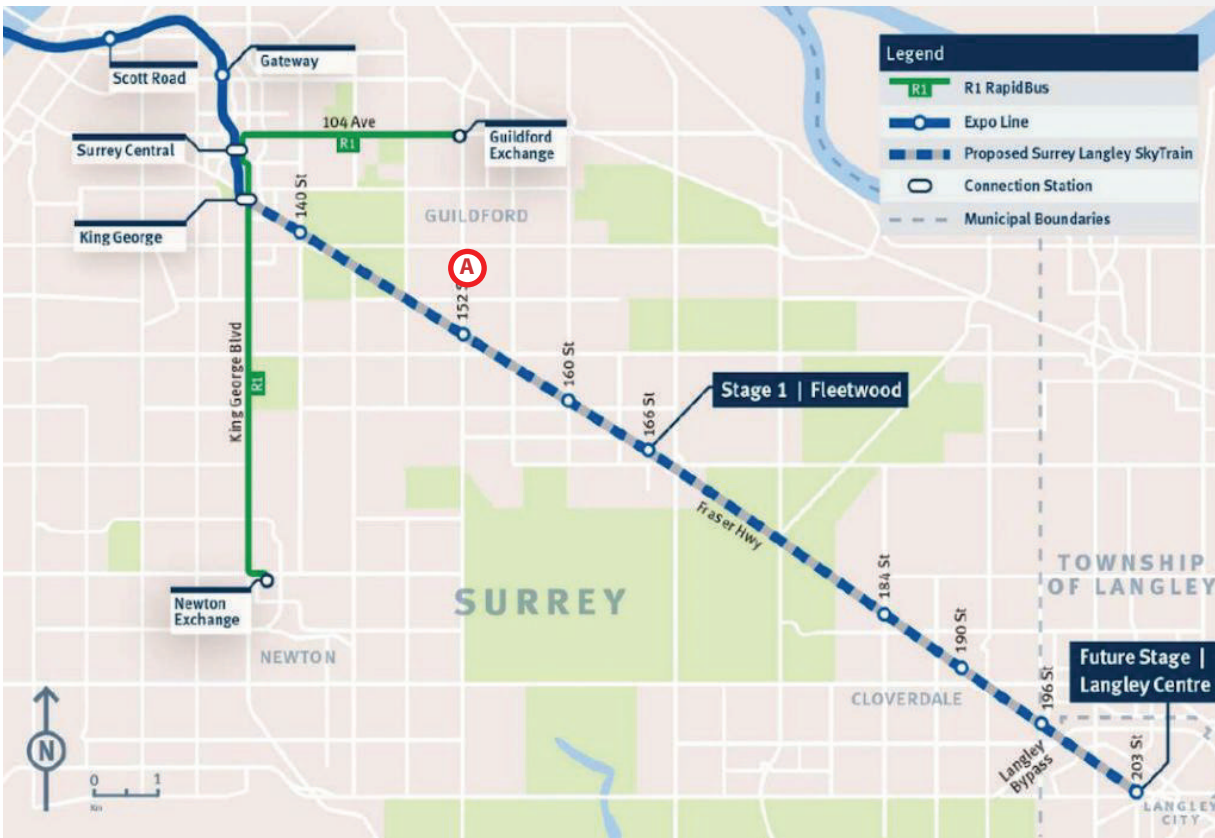 Scott Road
Gateway
Legend
R1 R1 RapidBus
Expo Line
Proposed Surrey Langley SkyTrain
Connection Station
Municipal Boundaries
Surrey Central
104 Ave
R1
Guildford
Exchange
King George
140 St
GUILDFORD
A
152 S
160 St
166 St
Stage 1 | Fleetwood
King George Blvd
R1
Fraser Hwy
TOWNSHIP
OF LANGLEY
Newton
Exchange
SURREY
184 St
190 St
NEWTON
CLOVERDALE
196 St
Future Stage |
Langley Centre
Langley
Bypass
203 St
LANGLEY
CITY
N
0 1
Km